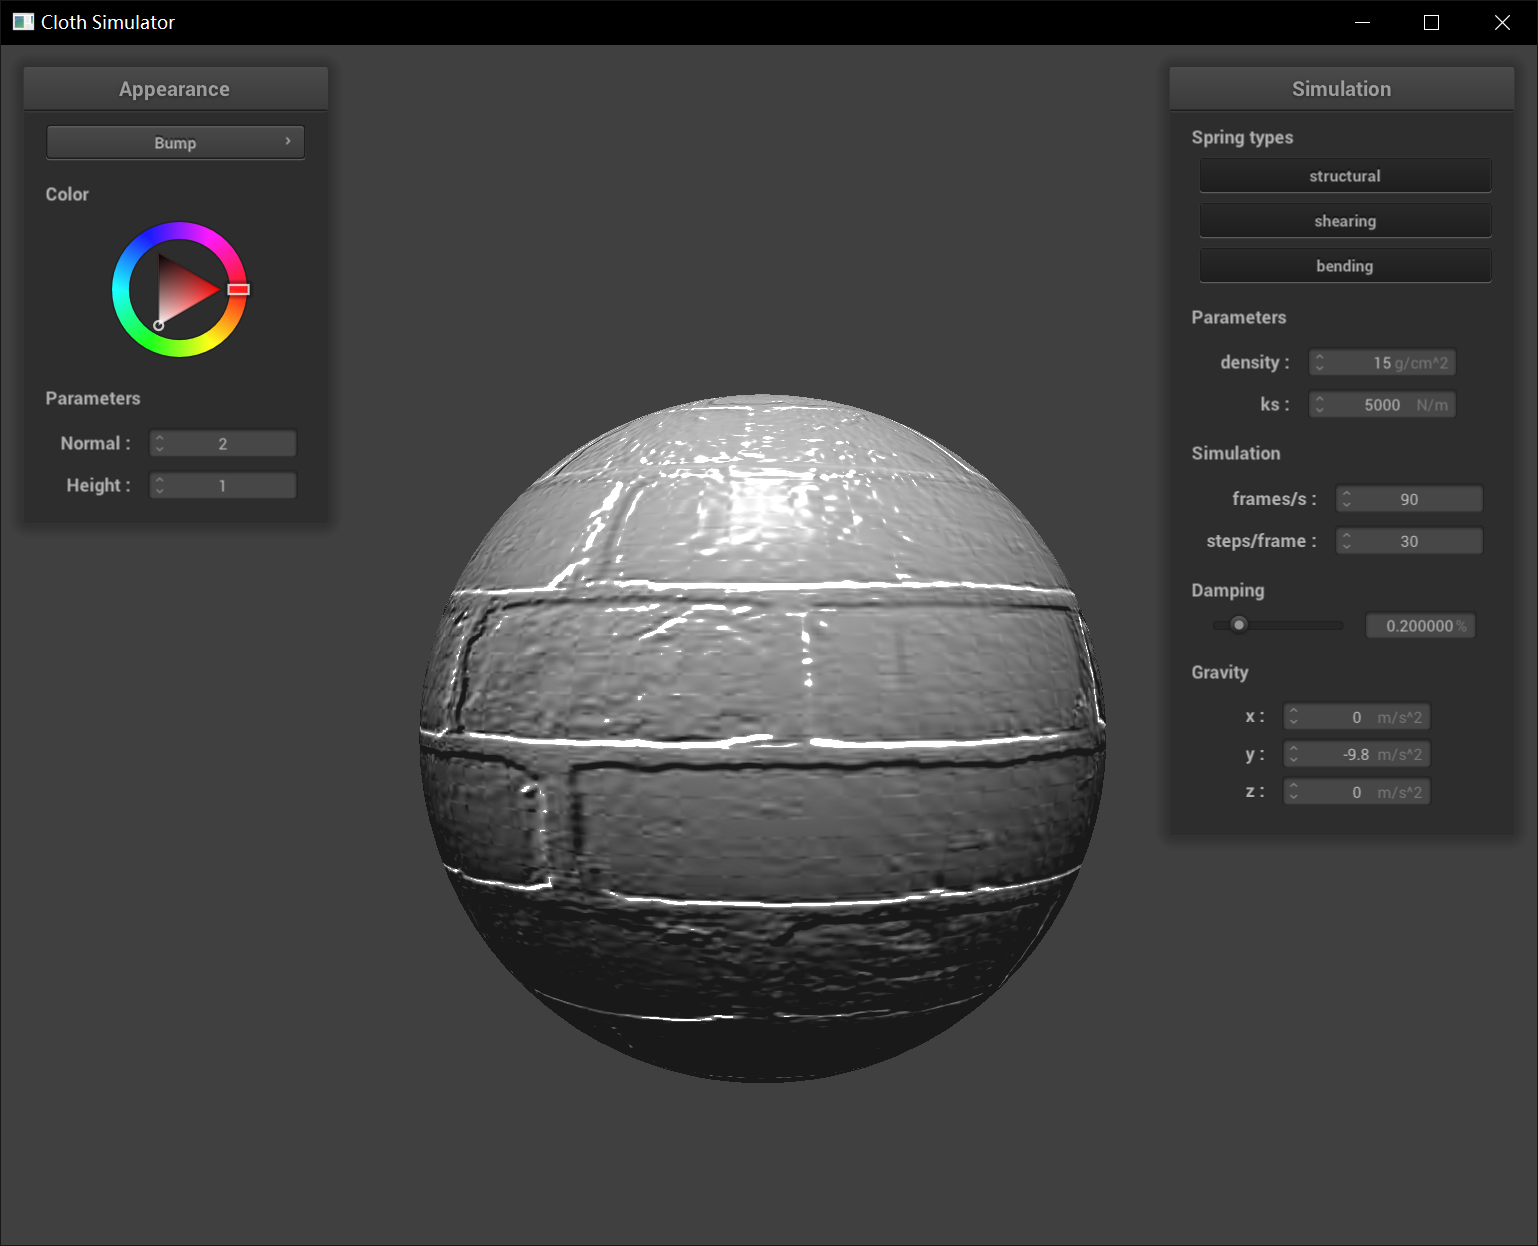 Cloth Simulator
Appearance
Bump
Color
Parameters
Normal : 2
Height : 1
Simulation
Spring types
structural
shearing
bending
Parameters
density : 15 g/cm^2
ks : 5000 N/m
Simulation
frames/s : 90
steps/frame : 30
Damping
0.200000 %
Gravity
x : 0 m/s^2
y : -9.8 m/s^2
z : 0 m/s^2